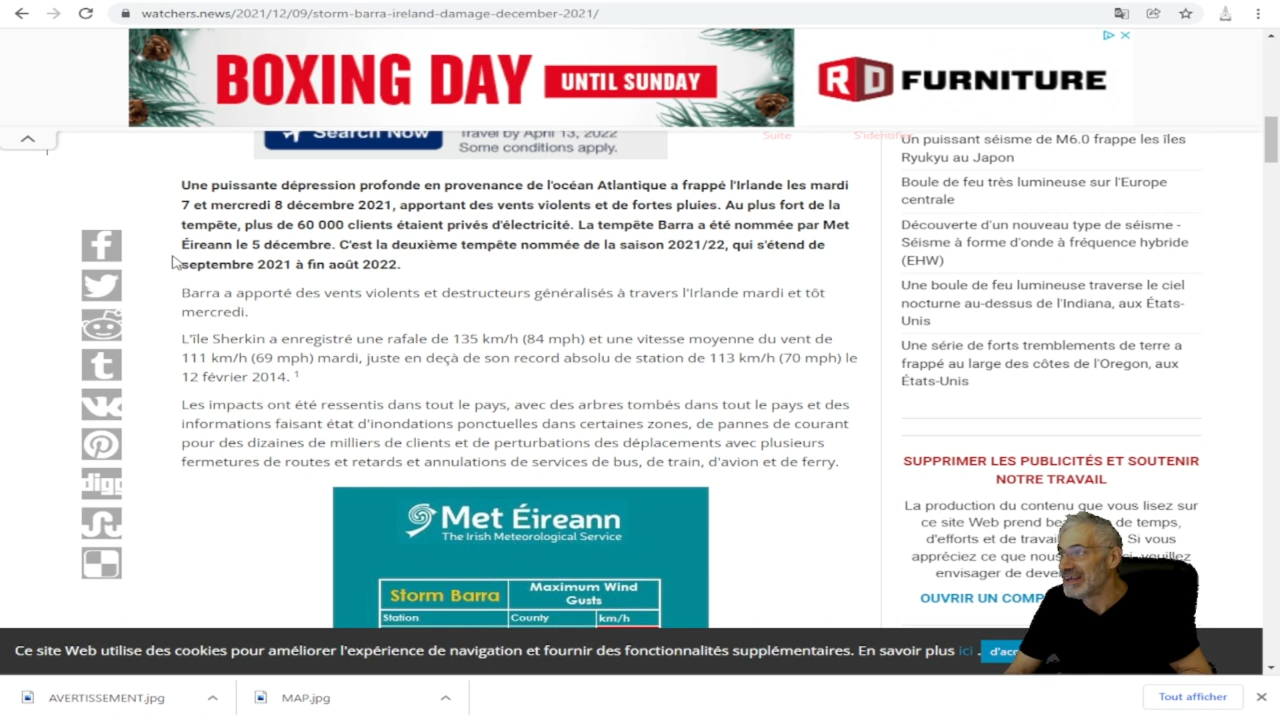 watchers.news/2021/12/09/storm-barra-ireland-damage-december-2021/
BOXING DAY
UNTIL SUNDAY
RD FURNITURE
Search Now
Travel by April 13, 2022
Some conditions apply.
Suite
S'identifier
Une puissante dépression profonde en provenance de l'océan Atlantique a frappé l'Irlande les mardi
7 et mercredi 8 décembre 2021, apportant des vents violents et de fortes pluies. Au plus fort de la
tempête, plus de 60 000 clients étaient privés d'électricité. La tempête Barra a été nommée par Met
Éireann le 5 décembre. C'est la deuxième tempête nommée de la saison 2021/22, qui s'étend de
septembre 2021 à fin août 2022.
Barra a apporté des vents violents et destructeurs généralisés à travers l'Irlande mardi et tôt
mercredi.
L'île Sherkin a enregistré une rafale de 135 km/h (84 mph) et une vitesse moyenne du vent de
111 km/h (69 mph) mardi, juste en deçà de son record absolu de station de 113 km/h (70 mph) le
12 février 2014. 1
Les impacts ont été ressentis dans tout le pays, avec des arbres tombés dans tout le pays et des
informations faisant état d'inondations ponctuelles dans certaines zones, de pannes de courant
pour des dizaines de milliers de clients et de perturbations des déplacements avec plusieurs
fermetures de routes et retards et annulations de services de bus, de train, d'avion et de ferry.
Met Éireann
The Irish Meteorological Service
Storm Barra
Maximum Wind
Gusts
Station
County
km/h
Un puissant séisme de M6.0 frappe les îles
Ryukyu au Japon
Boule de feu très lumineuse sur l'Europe
centrale
Découverte d'un nouveau type de séisme -
Séisme à forme d'onde à fréquence hybride
(EHW)
Une boule de feu lumineuse traverse le ciel
nocturne au-dessus de l'Indiana, aux États-
Unis
Une série de forts tremblements de terre a
frappé au large des côtes de l'Oregon, aux
États-Unis
SUPPRIMER LES PUBLICITÉS ET SOUTENIR
NOTRE TRAVAIL
La production du contenu que vous lisez sur
ce site Web prend de temps,
d'efforts et de Si vous
appréciez ce que veuillez
envisager de
OUVRIR UN
digg
Ce site Web utilise des cookies pour améliorer l'expérience de navigation et fournir des fonctionnalités supplémentaires. En savoir plus ici .
AVERTISSEMENT.jpg
MAP.jpg
Tout afficher